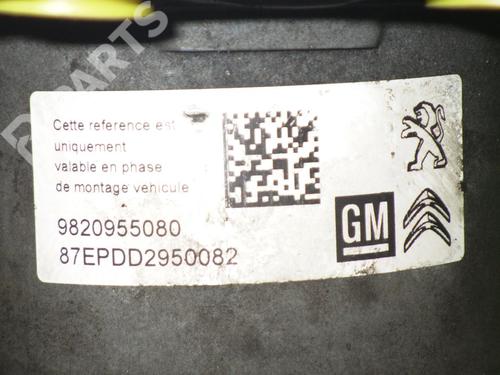 Cette reference est
uniquement
valable en phase
de montage vehicule
9820955080
87EPDD2950082
GM